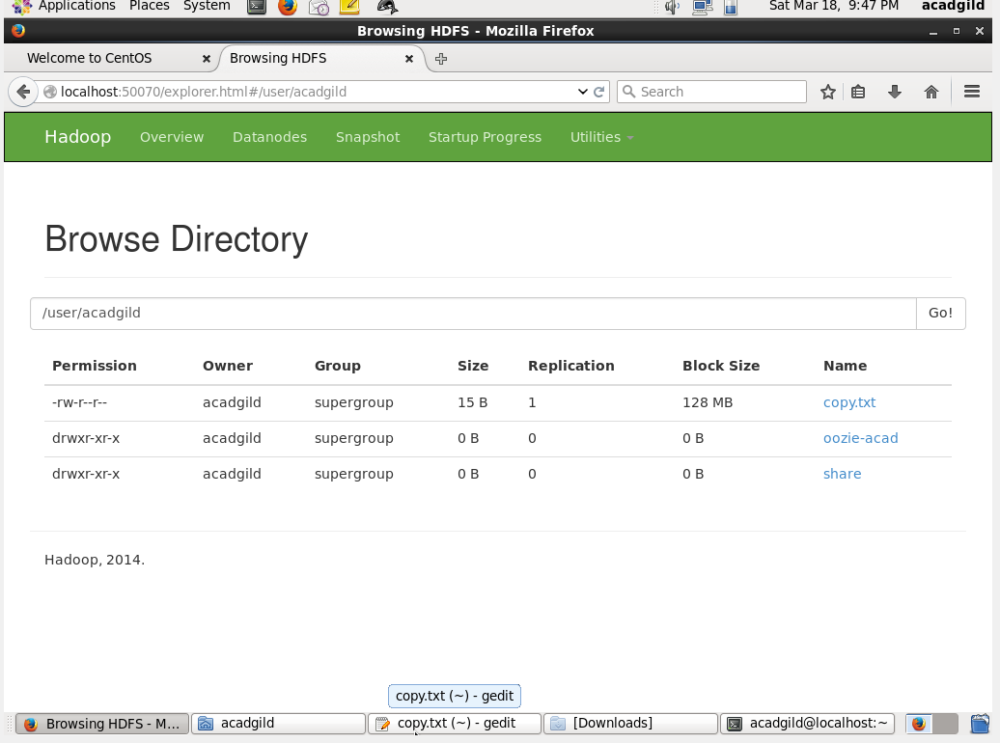 Applications Places System Sat Mar 18, 9:47 PM acadgild
Browsing HDFS - Mozilla Firefox
Welcome to CentOS Browsing HDFS
localhost:50070/explorer.html#/user/acadgild Search
Hadoop Overview Datanodes Snapshot Startup Progress Utilities
Browse Directory
/user/acadgild Go!
Permission Owner Group Size Replication Block Size Name
-rw-r--r-- acadgild supergroup 15 B 1 128 MB copy.txt
drwxr-xr-x acadgild supergroup 0 B 0 0 B oozie-acad
drwxr-xr-x acadgild supergroup 0 B 0 0 B share
Hadoop, 2014.
copy.txt (~) - gedit
Browsing HDFS - M... acadgild copy.txt (~) - gedit [Downloads] acadgild@localhost:~